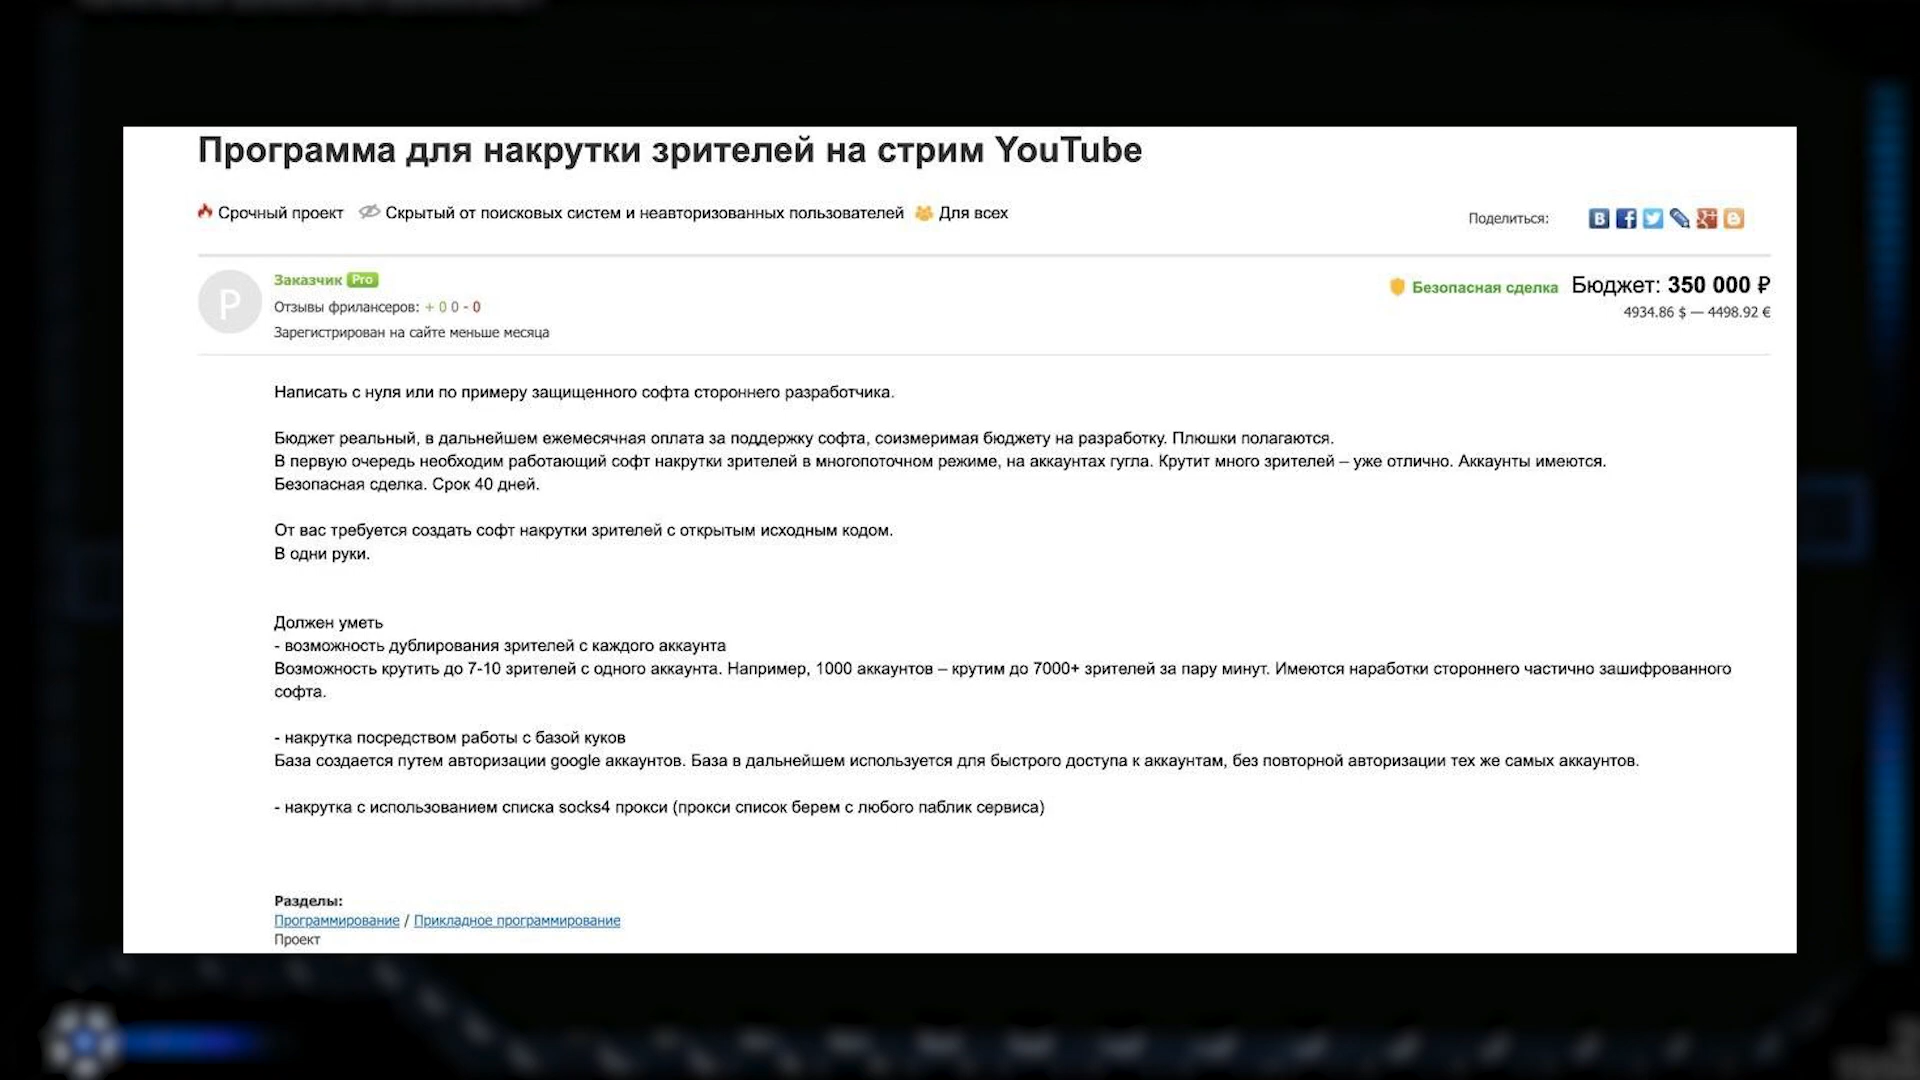 Программа для накрутки зрителей на стрим YouTube
Срочный проект Скрытый от поисковых систем и неавторизованных пользователей Для всех
Поделиться:
P
Заказчик Pro
Отзывы фрилансеров: + 0 0 - 0
Зарегистрирован на сайте меньше месяца
Безопасная сделка Бюджет: 350 000 ₽
4934.86 $ — 4498.92 €
Написать с нуля или по примеру защищенного софта стороннего разработчика.
Бюджет реальный, в дальнейшем ежемесячная оплата за поддержку софта, соизмеримая бюджету на разработку. Плюшки полагаются.
В первую очередь необходим работающий софт накрутки зрителей в многопоточном режиме, на аккаунтах гугла. Крутит много зрителей – уже отлично. Аккаунты имеются.
Безопасная сделка. Срок 40 дней.
От вас требуется создать софт накрутки зрителей с открытым исходным кодом.
В одни руки.
Должен уметь
- возможность дублирования зрителей с каждого аккаунта
Возможность крутить до 7-10 зрителей с одного аккаунта. Например, 1000 аккаунтов – крутим до 7000+ зрителей за пару минут. Имеются наработки стороннего частично зашифрованного
софта.
- накрутка посредством работы с базой куков
База создается путем авторизации google аккаунтов. База в дальнейшем используется для быстрого доступа к аккаунтам, без повторной авторизации тех же самых аккаунтов.
- накрутка с использованием списка socks4 прокси (прокси список берем с любого паблик сервиса)
Разделы:
Программирование / Прикладное программирование
Проект